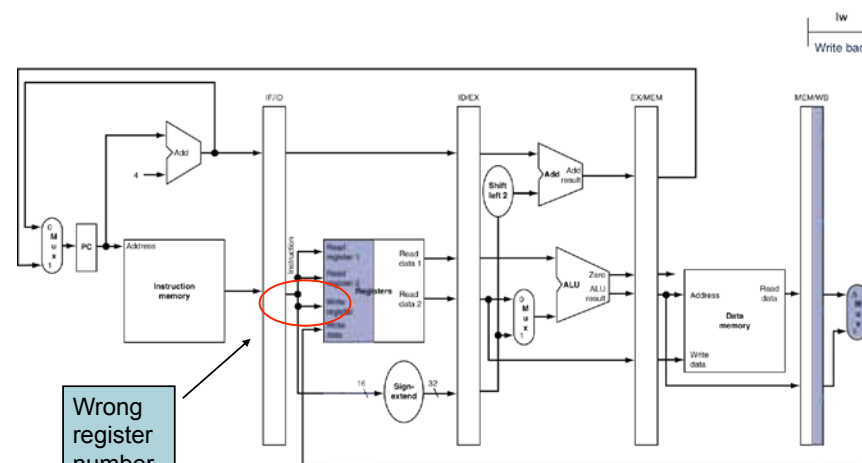 lw
Write bac
IF/ID
ID/EX
EX/MEM
MEM/WB
Add
4
Shift
left 2
Add
Add
result
0
M
u
x
1
PC
Address
Instruction
memory
Instruction
Read
register 1
Read
register 2
Write
register
Write
data
Registers
Read
data 1
Read
data 2
0
M
u
x
1
Zero
ALU
ALU
result
Address
Read
data
Data
memory
Write
data
M
u
x
16
Sign-
extend
32
Wrong
register
number